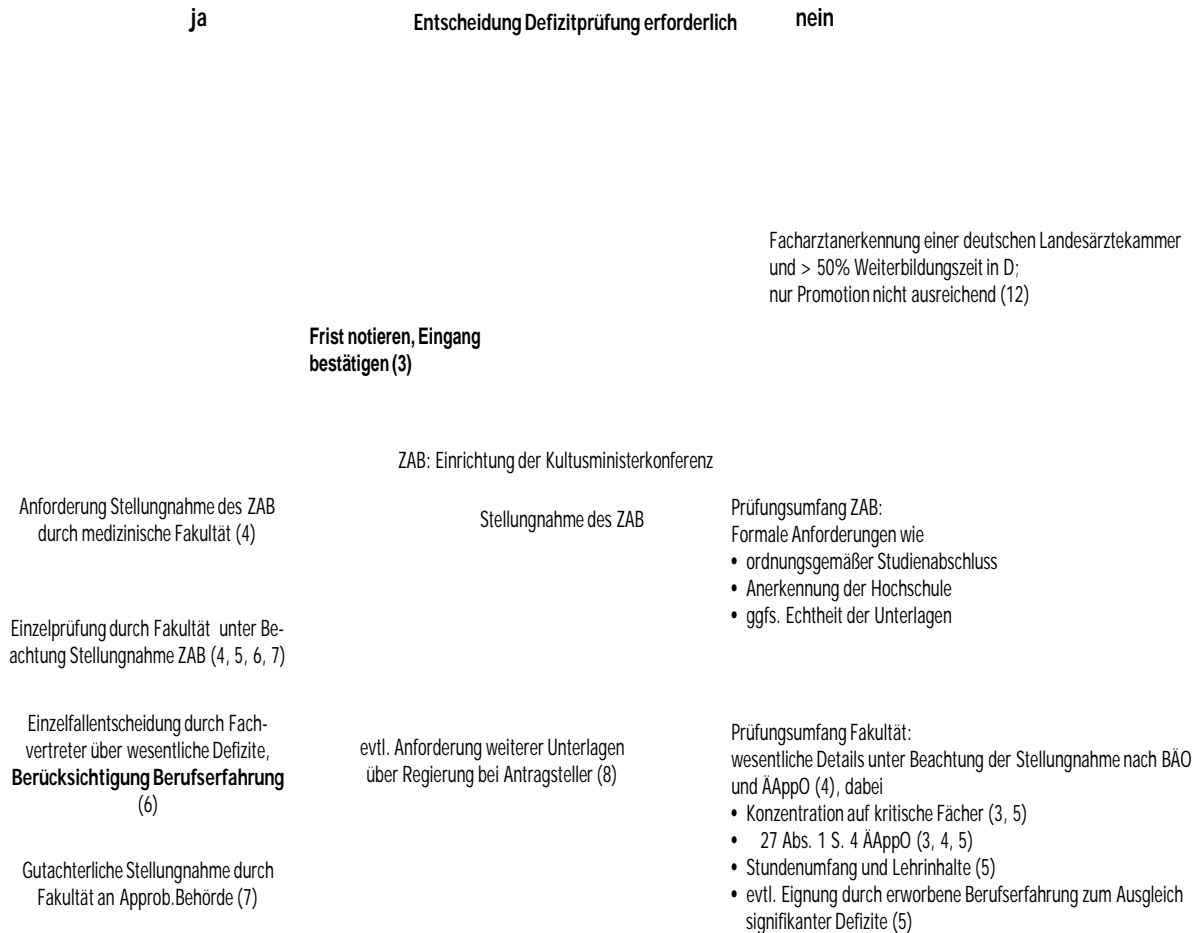 ja
Entscheidung Defizitprüfung erforderlich
nein
Facharztanerkennung einer deutschen Landesärztekammer
und > 50% Weiterbildungszeit in D;
nur Promotion nicht ausreichend (12)
Frist notieren, Eingang
bestätigen (3)
ZAB: Einrichtung der Kultusministerkonferenz
Anforderung Stellungnahme des ZAB
durch medizinische Fakultät (4)
Stellungnahme des ZAB
Prüfungsumfang ZAB:
Formale Anforderungen wie
• ordnungsgemäßer Studienabschluss
• Anerkennung der Hochschule
• ggfs. Echtheit der Unterlagen
Einzelprüfung durch Fakultät unter Be-
achtung Stellungnahme ZAB (4, 5, 6, 7)
Einzelfallentscheidung durch Fach-
vertreter über wesentliche Defizite,
Berücksichtigung Berufserfahrung
(6)
evtl. Anforderung weiterer Unterlagen
über Regierung bei Antragsteller (8)
Prüfungsumfang Fakultät:
wesentliche Details unter Beachtung der Stellungnahme nach BÄO
und ÄAppO (4), dabei
• Konzentration auf kritische Fächer (3, 5)
• 27 Abs. 1 S. 4 ÄAppO (3, 4, 5)
• Stundenumfang und Lehrinhalte (5)
• evtl. Eignung durch erworbene Berufserfahrung zum Ausgleich
signifikanter Defizite (5)
Gutachterliche Stellungnahme durch
Fakultät an Approb.Behörde (7)